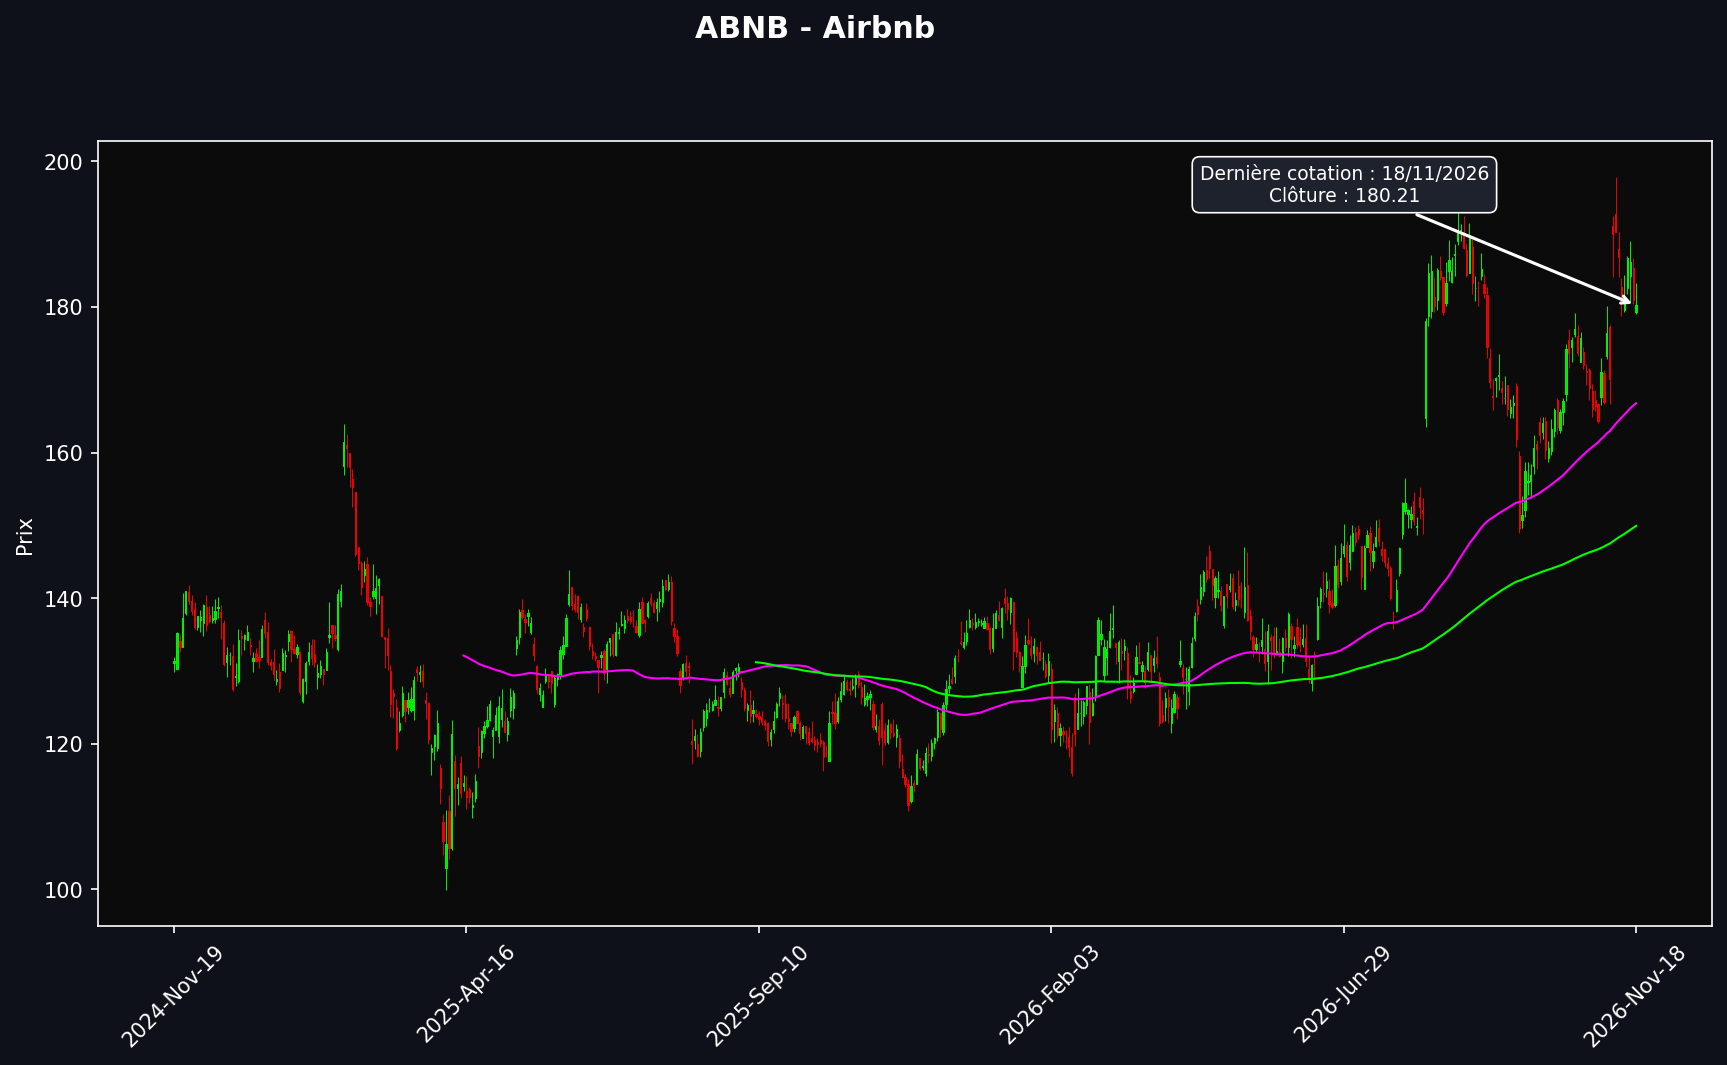 ABNB - Airbnb
Dernière cotation : 18/11/2026
Clôture : 180.21
Prix
200
180
160
140
120
100
2024-Nov-19
2025-Apr-16
2025-Sep-10
2026-Feb-03
2026-Jun-29
2026-Nov-18